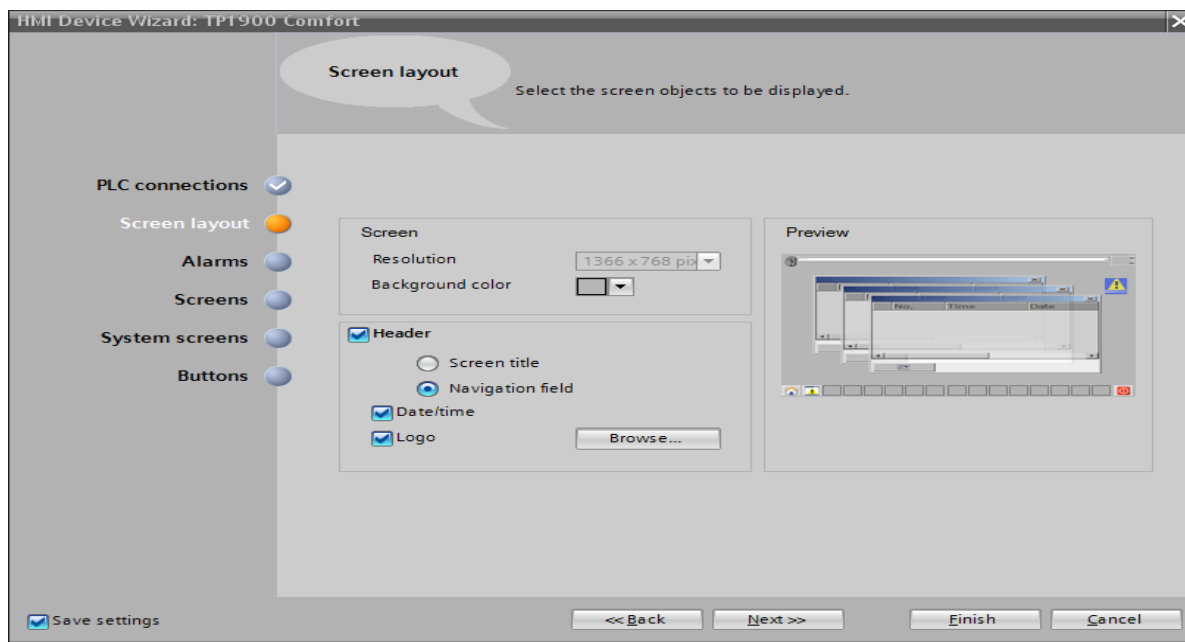 HMI Device Wizard: TP1900 Comfort
Screen layout
Select the screen objects to be displayed.
PLC connections
Screen layout
Alarms
Screens
System screens
Buttons
Screen
Resolution
1366 x 768 pix
Background color
Header
Screen title
Navigation field
Date/time
Logo
Browse...
Preview
No.
Time
Date
Save settings
<< Back
Next >>
Finish
Cancel